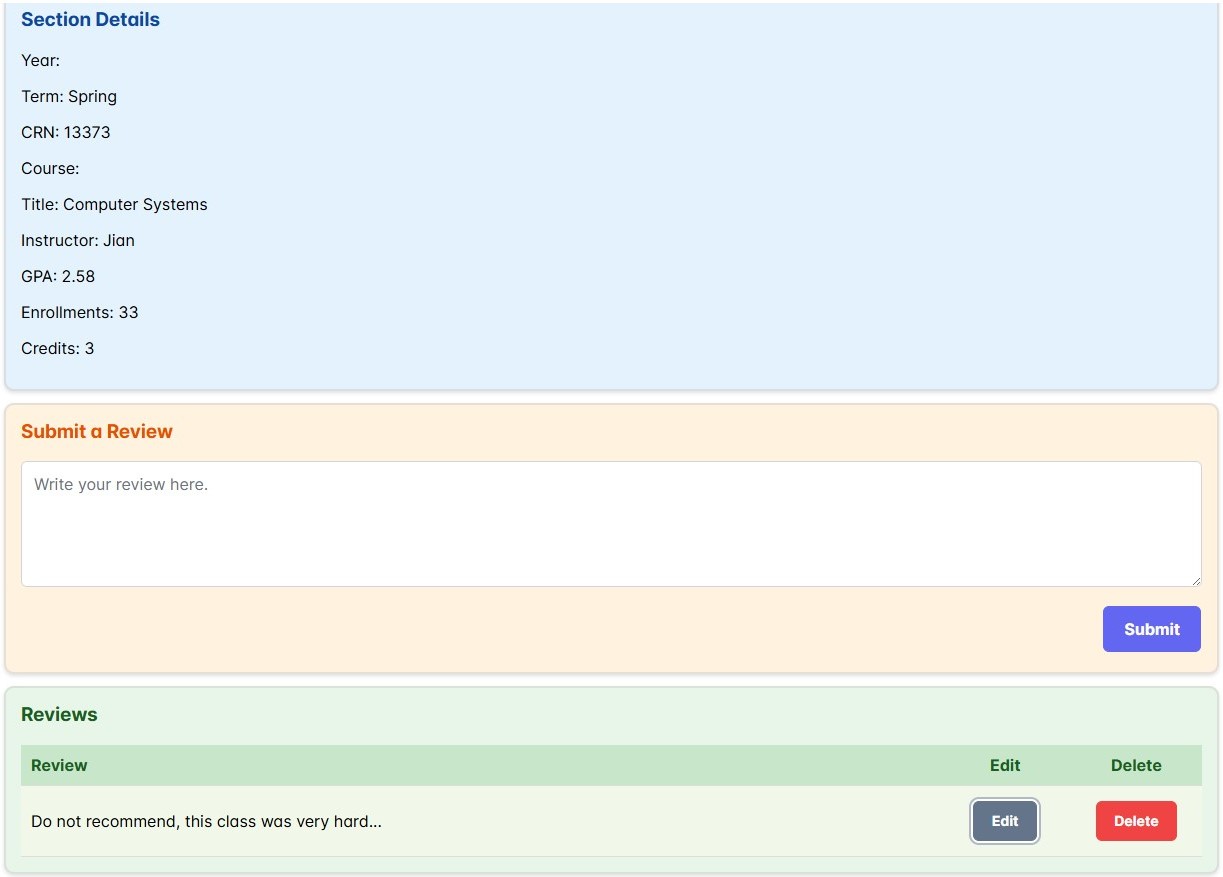 Section Details
Year:
Term: Spring
CRN: 13373
Course:
Title: Computer Systems
Instructor: Jian
GPA: 2.58
Enrollments: 33
Credits: 3
Submit a Review
Write your review here.
Submit
Reviews
Review Edit Delete
Do not recommend, this class was very hard... Edit Delete